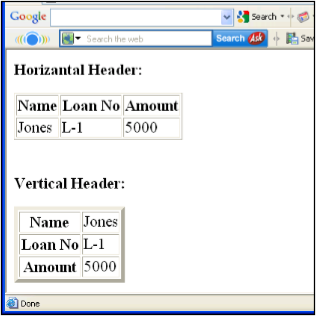 Google Search
Search the web Search Ask Sav
Horizantal Header:
Name Loan No Amount
Jones L-1 5000
Vertical Header:
Name Jones
Loan No L-1
Amount 5000
Done